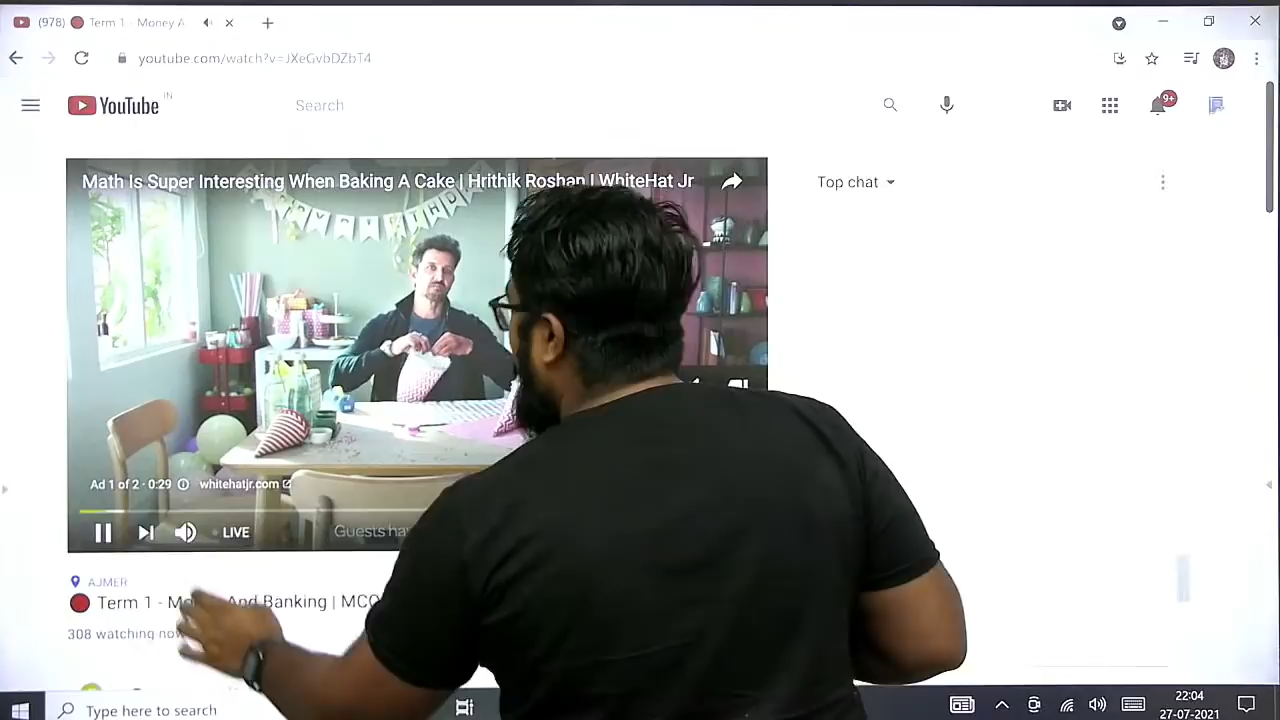 (978) Term 1 - Money A
youtube.com/watch?v=JXeGvbDZbT4
YouTube IN
Search
9+
Math Is Super Interesting When Baking A Cake | Hrithik Roshan | WhiteHat Jr
Top chat
Ad 1 of 2 · 0:29 whitehatjr.com
LIVE
Guests ha
AJMER
Term 1 - And Banking | MCQ
308 watching now
Type here to search
22:04
27-07-2021